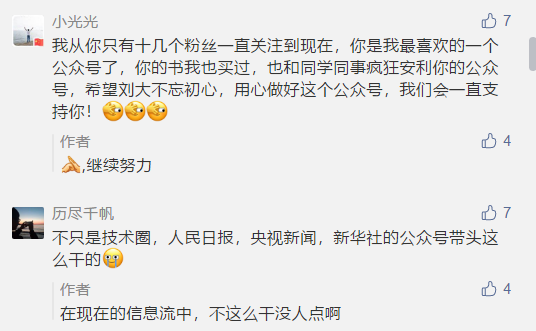 小光光
7
我从你只有十几个粉丝一直关注到现在，你是我最喜欢的一个
公众号了，你的书我也买过，也和同学同事疯狂安利你的公众
号，希望刘大不忘初心，用心做好这个公众号，我们会一直支
持你！
作者
4
,继续努力
历尽千帆
7
不只是技术圈，人民日报，央视新闻，新华社的公众号带头这
么干的
作者
4
在现在的信息流中，不这么干没人点啊